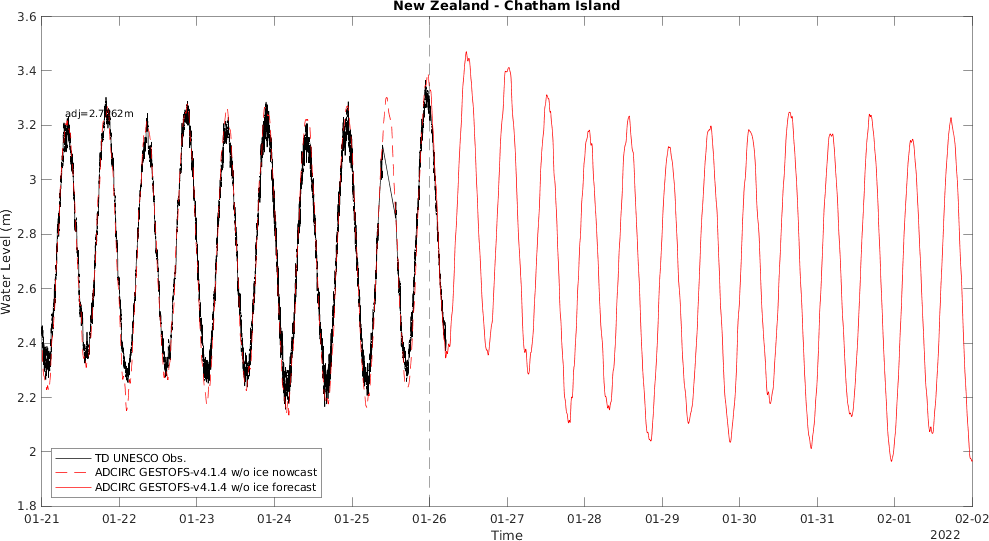 New Zealand - Chatham Island
3.6
3.4
3.2
3
2.8
2.6
2.4
2.2
2
1.8
Water Level (m)
TD UNESCO Obs.
ADCIRC GESTOFS-v4.1.4 w/o ice nowcast
ADCIRC GESTOFS-v4.1.4 w/o ice forecast
01-21 01-22 01-23 01-24 01-25 01-26 01-27 01-28 01-29 01-30 01-31 02-01 02-02
Time
2022